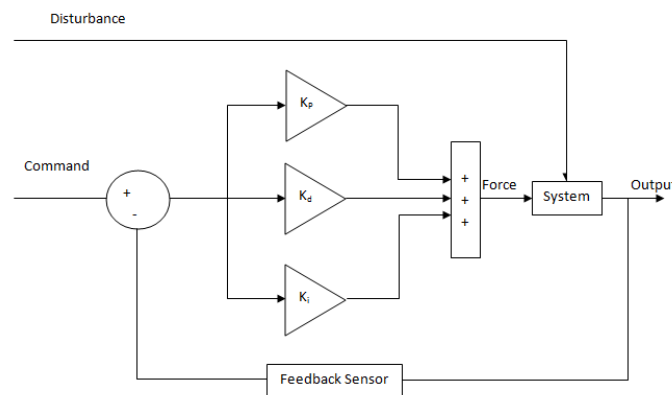 Disturbance
Kp
Command
+
-
Kd
+
+
+
Force
System
Output
Ki
Feedback Sensor